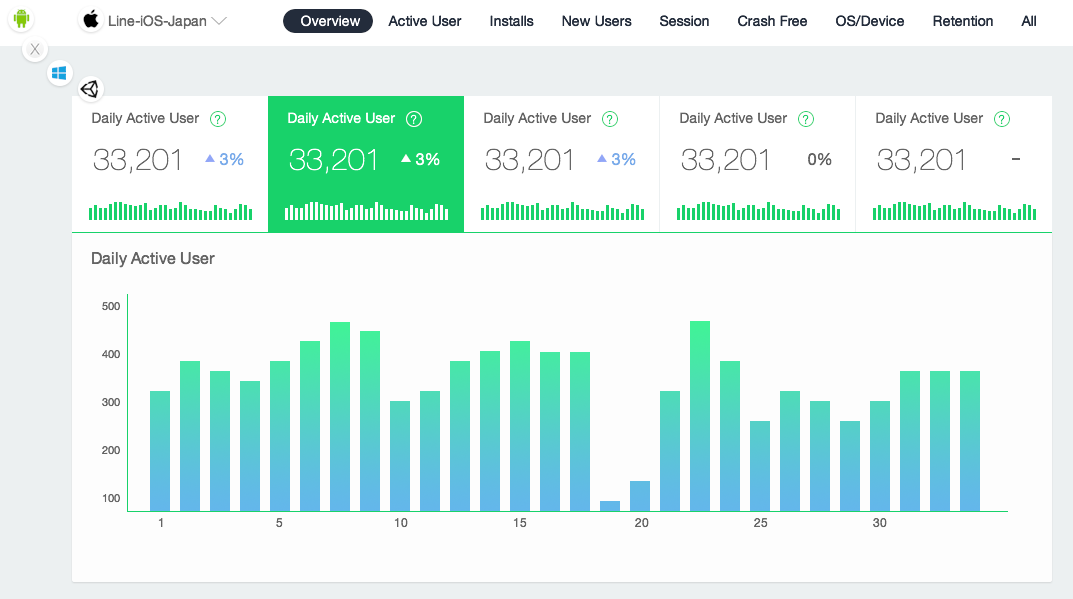 Line-iOS-Japan Overview Active User Installs New Users Session Crash Free OS/Device Retention All
X
Daily Active User ? Daily Active User ? Daily Active User ? Daily Active User ? Daily Active User ?
33,201 3% 33,201 3% 33,201 3% 33,201 0% 33,201 -
Daily Active User
500
400
300
200
100
1 5 10 15 20 25 30